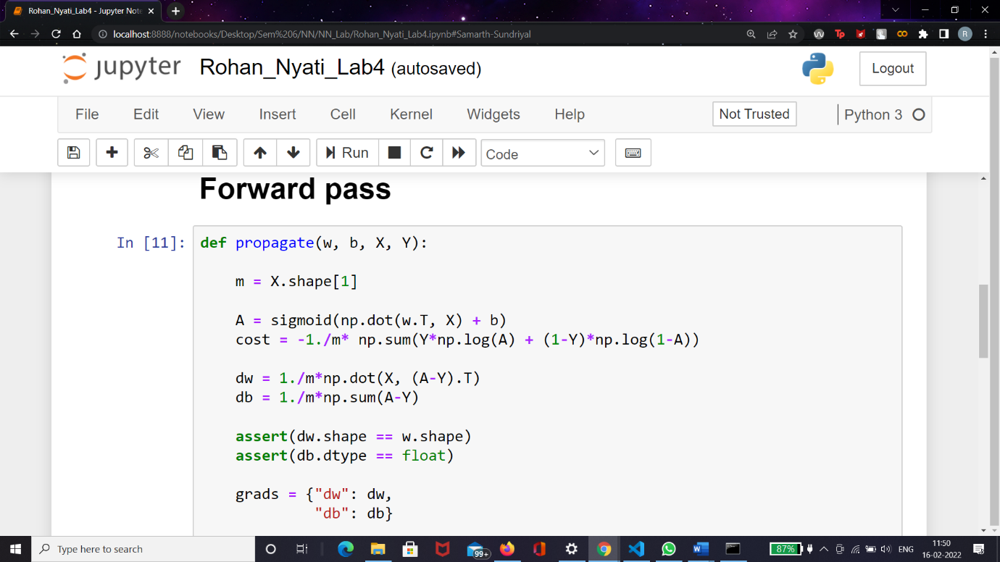 Rohan_Nyati_Lab4 - Jupyter Note
localhost:8888/notebooks/Desktop/Sem%206/NN/NN_Lab/Rohan_Nyati_Lab4.ipynb#Samarth-Sundriyal
Tp
R
jupyter Rohan_Nyati_Lab4 (autosaved)
Logout
File Edit View Insert Cell Kernel Widgets Help Not Trusted Python 3
Run Code
Forward pass
In [11]: def propagate(w, b, X, Y):
m = X.shape[1]
A = sigmoid(np.dot(w.T, X) + b)
cost = -1./m* np.sum(Y*np.log(A) + (1-Y)*np.log(1-A))
dw = 1./m*np.dot(X, (A-Y).T)
db = 1./m*np.sum(A-Y)
assert(dw.shape == w.shape)
assert(db.dtype == float)
grads = {"dw": dw,
"db": db}
Type here to search
99+
87%
ENG
11:50
16-02-2022